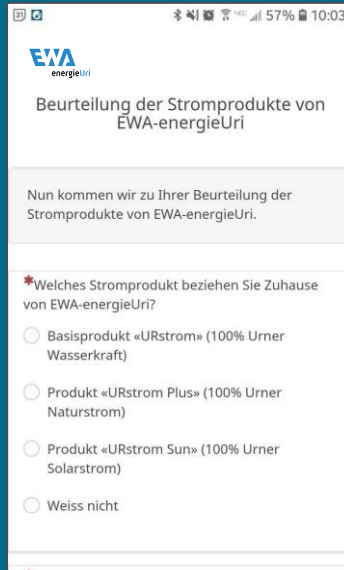 31 57% 10:03
EWA
energieUri
Beurteilung der Stromprodukte von
EWA-energieUri
Nun kommen wir zu Ihrer Beurteilung der
Stromprodukte von EWA-energieUri.
*Welches Stromprodukt beziehen Sie Zuhause
von EWA-energieUri?
Basisprodukt «URstrom» (100% Urner
Wasserkraft)
Produkt «URstrom Plus» (100% Urner
Naturstrom)
Produkt «URstrom Sun» (100% Urner
Solarstrom)
Weiss nicht